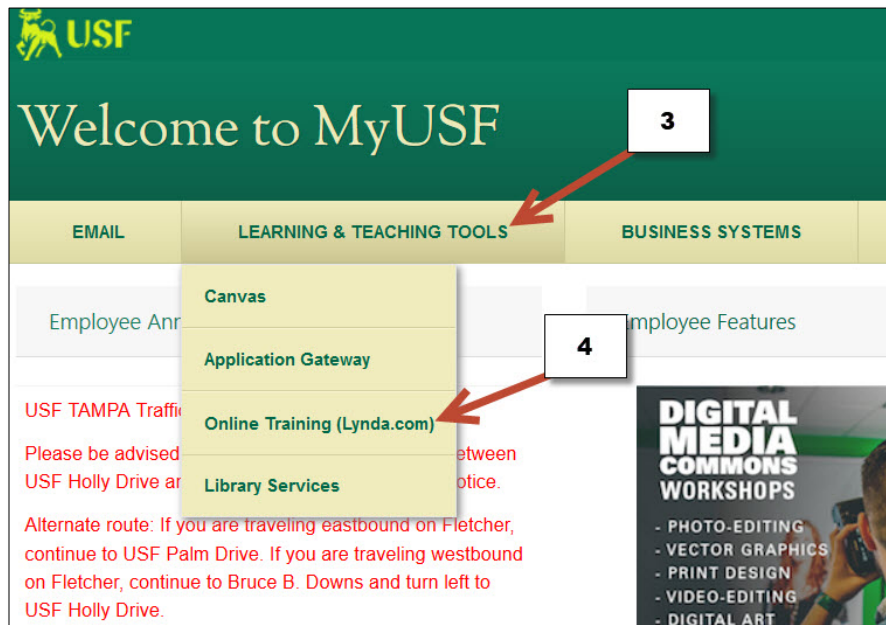 USF
Welcome to MyUSF
3
EMAIL
LEARNING & TEACHING TOOLS
BUSINESS SYSTEMS
Canvas
Application Gateway
Online Training (Lynda.com)
Library Services
Employee
mployee Features
4
USF TAMPA
Please be advised
etween
USF Holly Drive
otice.
Alternate route: If you are traveling eastbound on Fletcher,
continue to USF Palm Drive. If you are traveling westbound
on Fletcher, continue to Bruce B. Downs and turn left to
USF Holly Drive.
DIGITAL
MEDIA
COMMONS
WORKSHOPS
- PHOTO-EDITING
- VECTOR GRAPHICS
- PRINT DESIGN
- VIDEO-EDITING
- DIGITAL ART